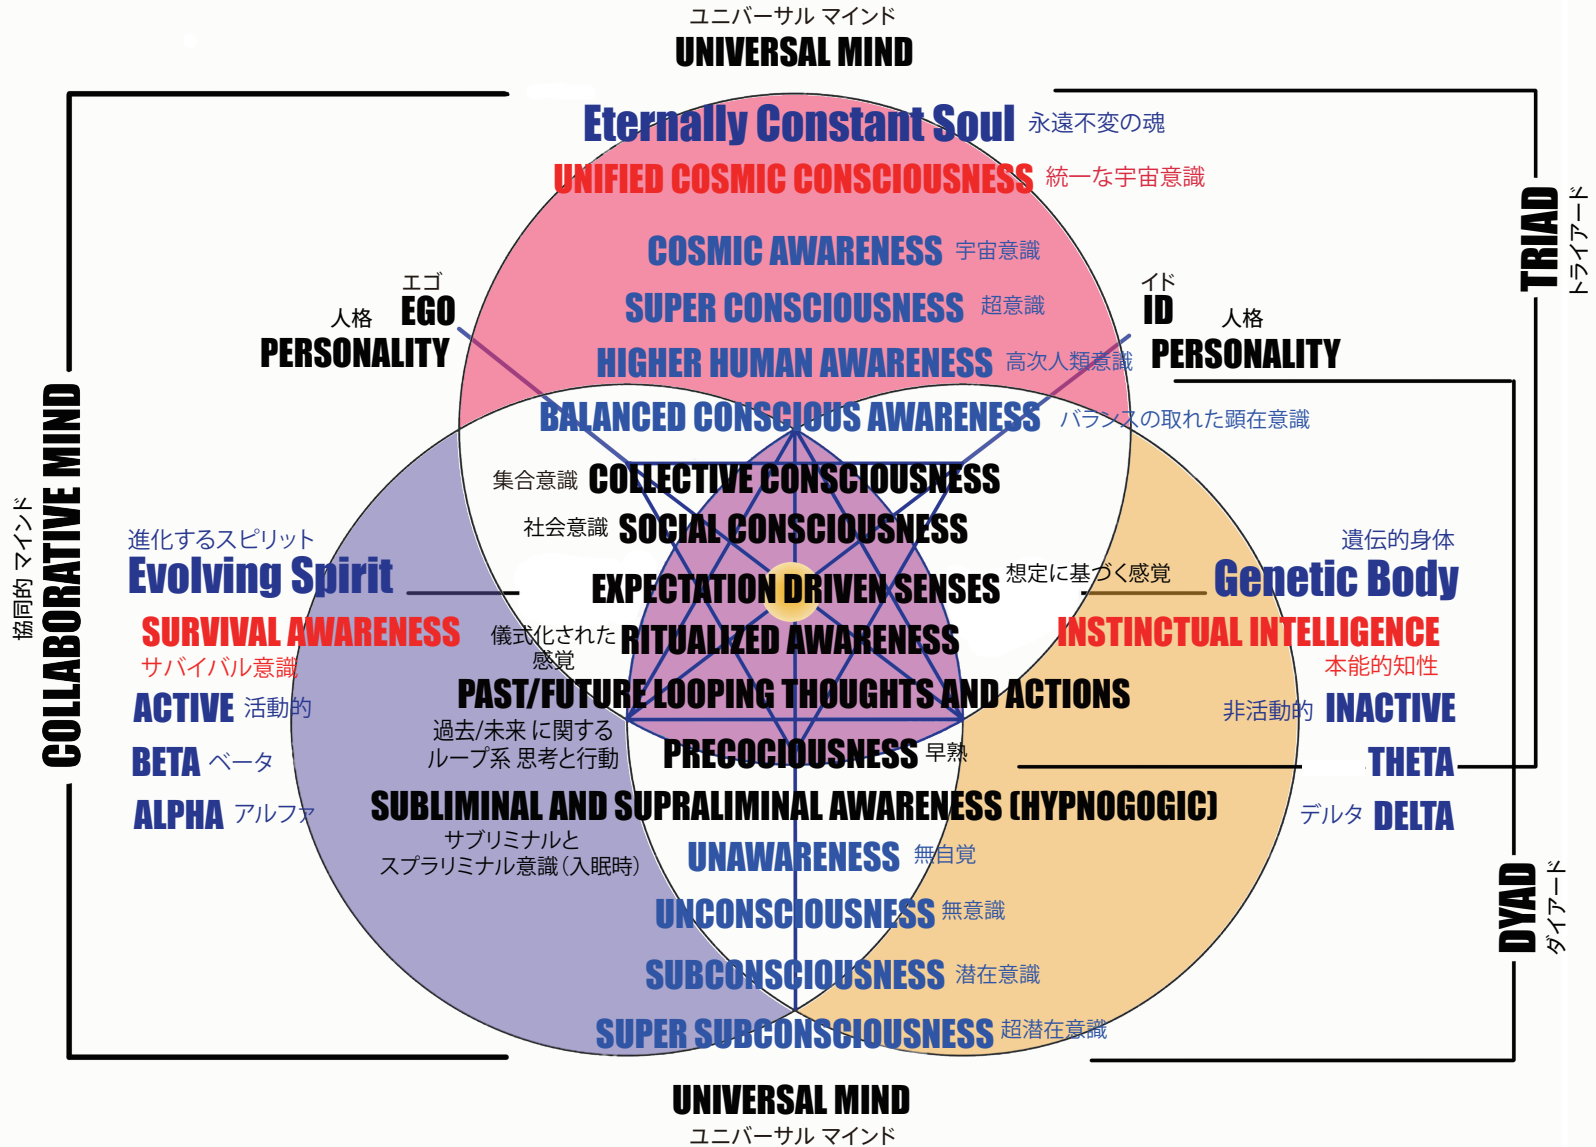 ユニバーサル マインド
UNIVERSAL MIND
Eternally Constant Soul 永遠不変の魂
UNIFIED COSMIC CONSCIOUSNESS 統一な宇宙意識
COSMIC AWARENESS 宇宙意識
SUPER CONSCIOUSNESS 超意識
HIGHER HUMAN AWARENESS 高次人類意識
BALANCED CONSCIOUS AWARENESS バランスの取れた顕在意識
エゴ
人格 EGO
PERSONALITY
イド
ID 人格
PERSONALITY
TRIAD
トライアード
COLLABORATIVE MIND
協同的 マインド
集合意識 COLLECTIVE CONSCIOUSNESS
社会意識 SOCIAL CONSCIOUSNESS
EXPECTATION DRIVEN SENSES 想定に基づく感覚
儀式化された RITUALIZED AWARENESS
感覚
PAST/FUTURE LOOPING THOUGHTS AND ACTIONS
過去/未来 に関する
ループ系 思考と行動
PRECOCIOUSNESS 早熟
SUBLIMINAL AND SUPRALIMINAL AWARENESS (HYPNOGOGIC)
サブリミナルと
スプラリミナル意識（入眠時）
進化するスピリット
Evolving Spirit
SURVIVAL AWARENESS
サバイバル意識
ACTIVE 活動的
BETA ベータ
ALPHA アルファ
遺伝的身体
Genetic Body
INSTINCTUAL INTELLIGENCE
本能的知性
非活動的 INACTIVE
THETA
デルタ DELTA
DYAD
ダイアード
UNAWARENESS 無自覚
UNCONSCIOUSNESS 無意識
SUBCONSCIOUSNESS 潜在意識
SUPER SUBCONSCIOUSNESS 超潜在意識
UNIVERSAL MIND
ユニバーサル マインド